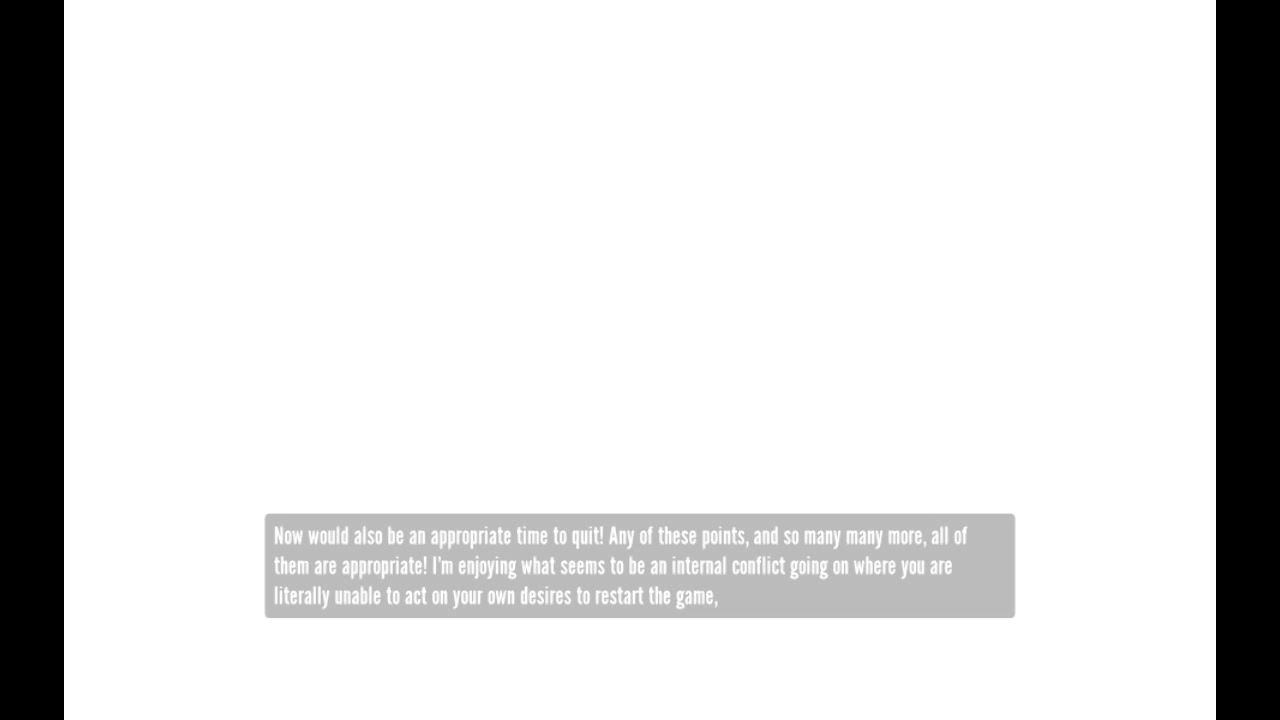 Now would also be an appropriate time to quit! Any of these points, and so many many more, all of
them are appropriate! I'm enjoying what seems to be an internal conflict going on where you are
literally unable to act on your own desires to restart the game,